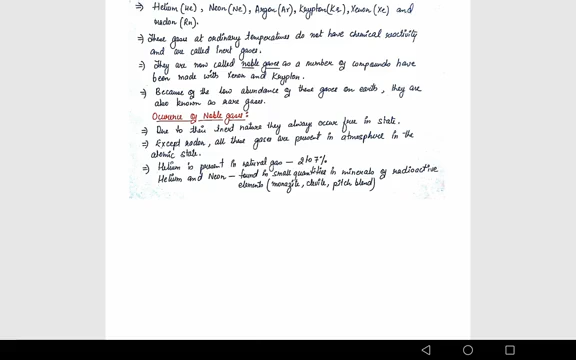 ⇒ Helium (He), Neon (Ne), Argon (Ar), Krypton (Kr), Xenon (Xe) and
radon (Rn).
⇒ These gases at ordinary temperatures do not have chemical reactivity
and are called Inert gases.
⇒ They are now called noble gases as a number of compounds have
been made with Xenon and Krypton.
⇒ Because of the low abundance of these gases on earth, they are
also known as rare gases.
Ocurence of Noble gases:
⇒ Due to their Inert nature they always occur free in state.
⇒ Except radon, all these gases are present in atmosphere in the
atomic state.
⇒ Helium is present in natural gas – 2 to 7%
Helium and Neon – found in small quantities in minerals of radioactive
elements (monazite, clevite, pitch blend)